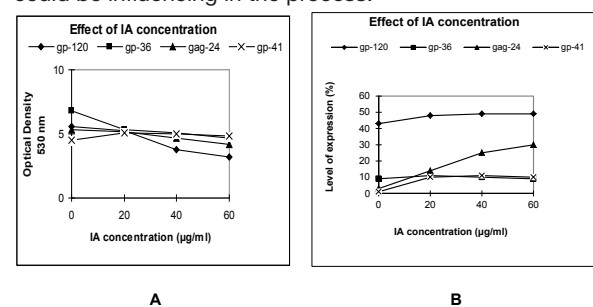 could be influencing in the process.
Effect of IA concentration
gp-120 gp-36 gag-24 gp-41
Optical Density
530 nm
10
5
0
0 20 40 60
IA concentration (µg/ml)
A
Effect of IA concentration
gp-120 gp-36 gag-24 gp-41
Level of expression (%)
60
50
40
30
20
10
0
0 20 40 60
IA concentration (µg/ml)
B